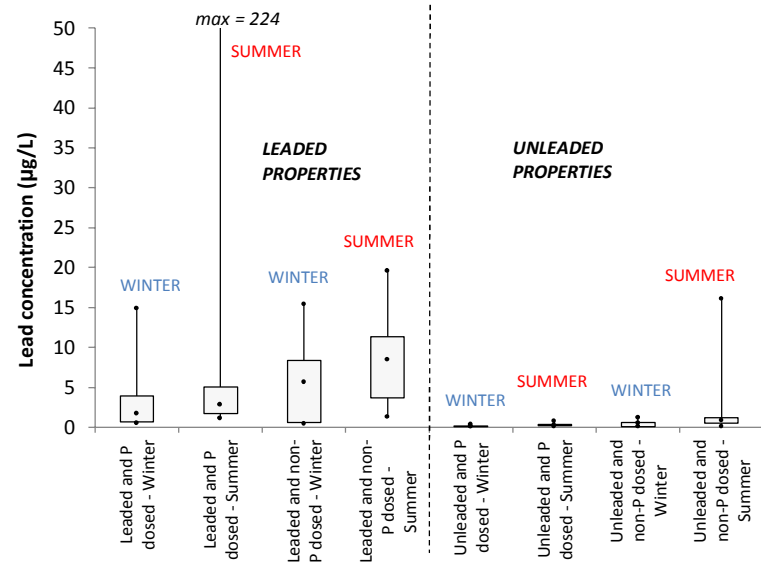 max = 224
50
45
40
35
30
25
20
15
10
5
0
Lead concentration (µg/L)
SUMMER
LEADED
PROPERTIES
UNLEADED
PROPERTIES
WINTER
WINTER
SUMMER
WINTER
SUMMER
WINTER
SUMMER
Leaded and P
dosed - Winter
Leaded and P
dosed - Summer
Leaded and non-
P dosed - Winter
Leaded and non-
P dosed -
Summer
Unleaded and P
dosed - Winter
Unleaded and P
dosed - Summer
Unleaded and
non-P dosed -
Winter
Unleaded and
non-P dosed -
Summer